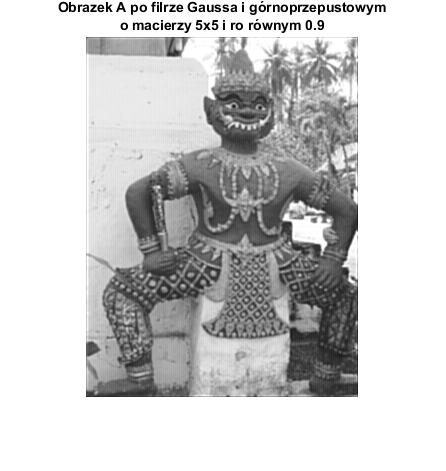 Obrazek A po filrze Gaussa i górnoprzepustowym
o macierzy 5x5 i ro równym 0.9